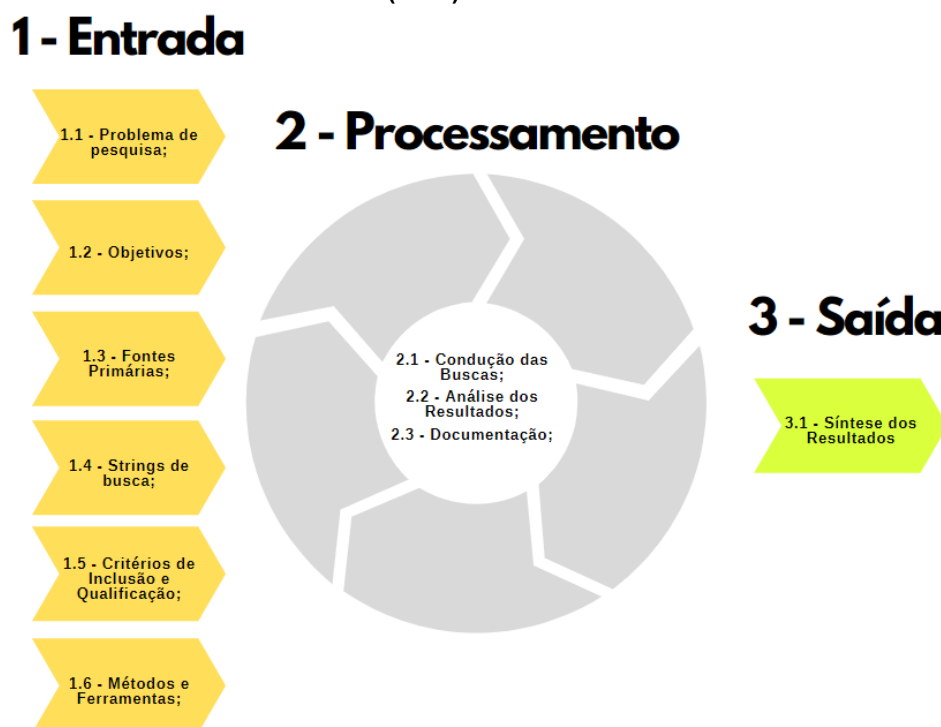 1 - Entrada
1.1 - Problema de
pesquisa;
1.2 - Objetivos;
1.3 - Fontes
Primárias;
1.4 - Strings de
busca;
1.5 - Critérios de
Inclusão e
Qualificação;
1.6 - Métodos e
Ferramentas;
2 - Processamento
2.1 - Condução das
Buscas;
2.2 - Análise dos
Resultados;
2.3 - Documentação;
3 - Saída
3.1 - Síntese dos
Resultados